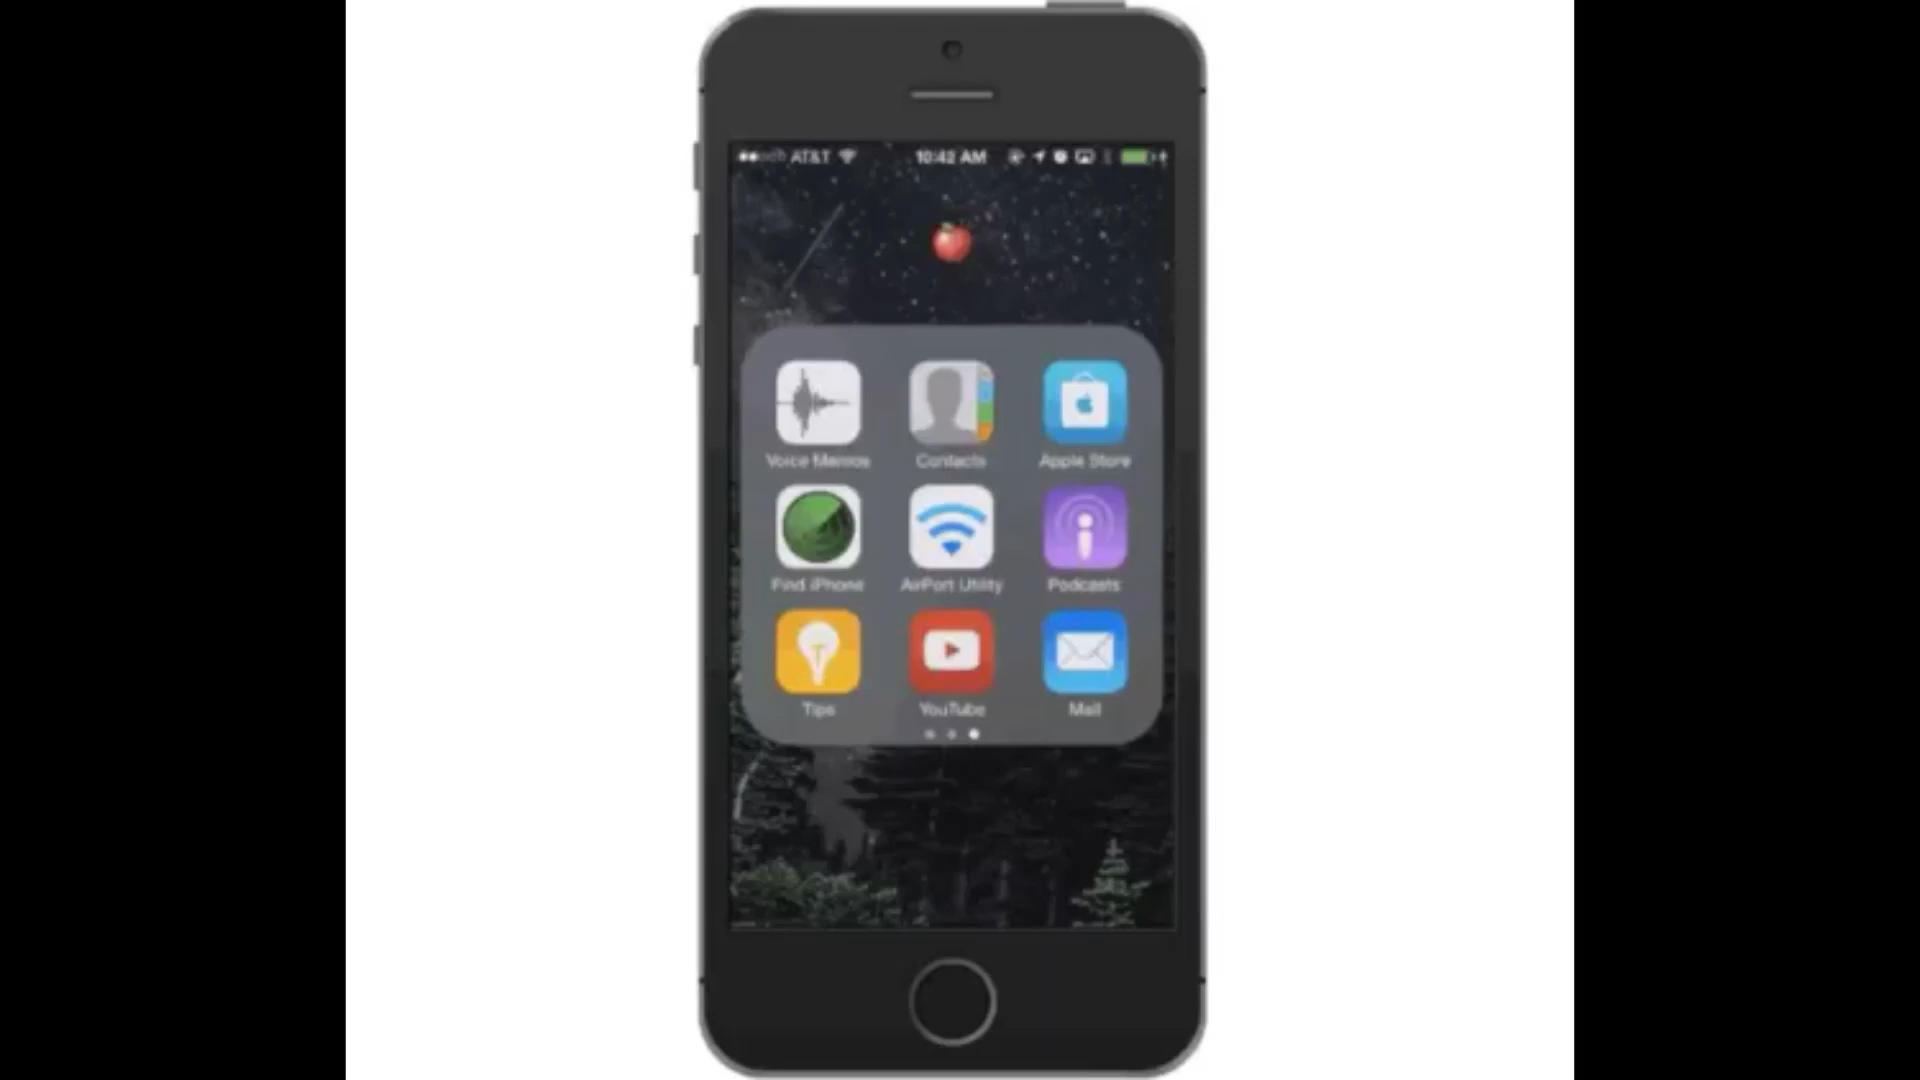 AT&T 10:42 AM
Voice Memos Contacts Apple Store
Find iPhone AirPort Utility Podcasts
T
Tips YouTube Mail